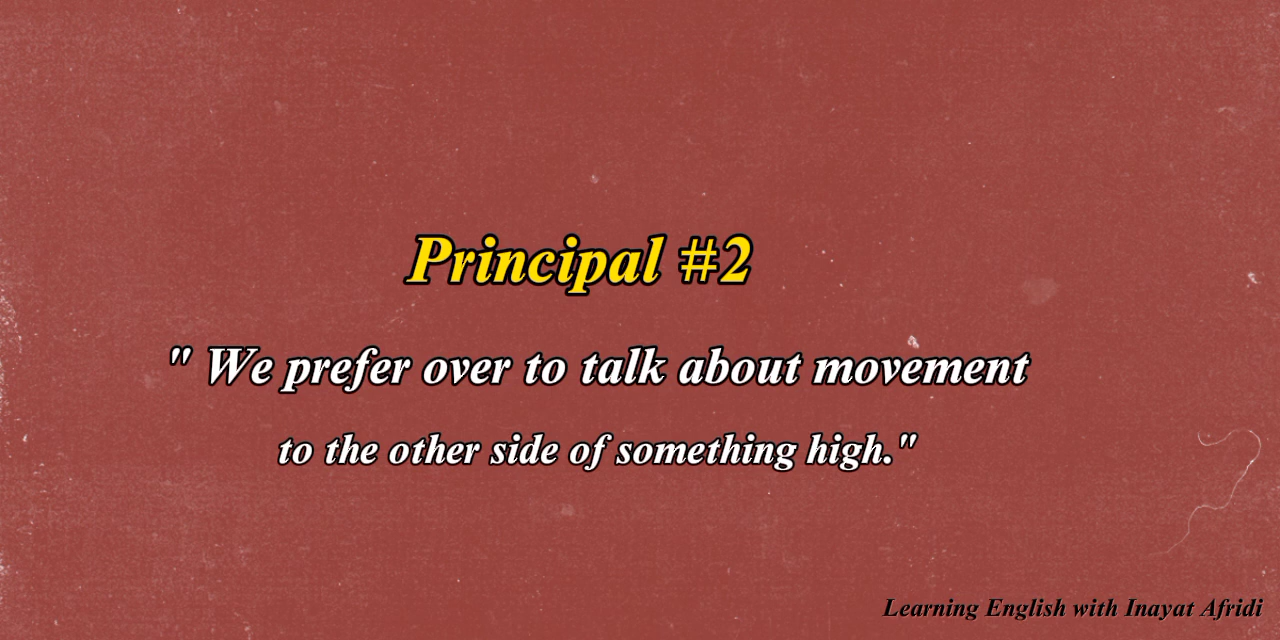 Principal #2
" We prefer over to talk about movement
to the other side of something high."
Learning English with Inayat Afridi